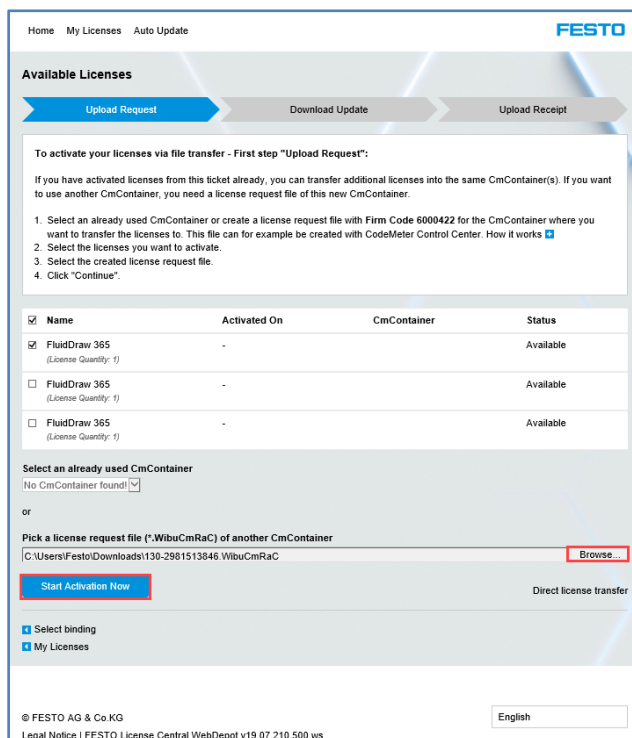 Home My Licenses Auto Update
FESTO
Available Licenses
Upload Request Download Update Upload Receipt
To activate your licenses via file transfer - First step "Upload Request":
If you have activated licenses from this ticket already, you can transfer additional licenses into the same CmContainer(s). If you want
to use another CmContainer, you need a license request file of this new CmContainer.
1. Select an already used CmContainer or create a license request file with Firm Code 6000422 for the CmContainer where you
want to transfer the licenses to. This file can for example be created with CodeMeter Control Center. How it works
2. Select the licenses you want to activate.
3. Select the created license request file.
4. Click "Continue".
Name Activated On CmContainer Status
FluidDraw 365 - Available
(License Quantity: 1)
FluidDraw 365 - Available
(License Quantity: 1)
FluidDraw 365 - Available
(License Quantity: 1)
Select an already used CmContainer
No CmContainer found!
or
Pick a license request file (*.WibuCmRaC) of another CmContainer
C:\Users\Festo\Downloads\130-2981513846.WibuCmRaC Browse...
Start Activation Now
Direct license transfer
Select binding
My Licenses
© FESTO AG & Co.KG
English
Legal Notice | FESTO License Central WebDepot v19.07.210.500.ws